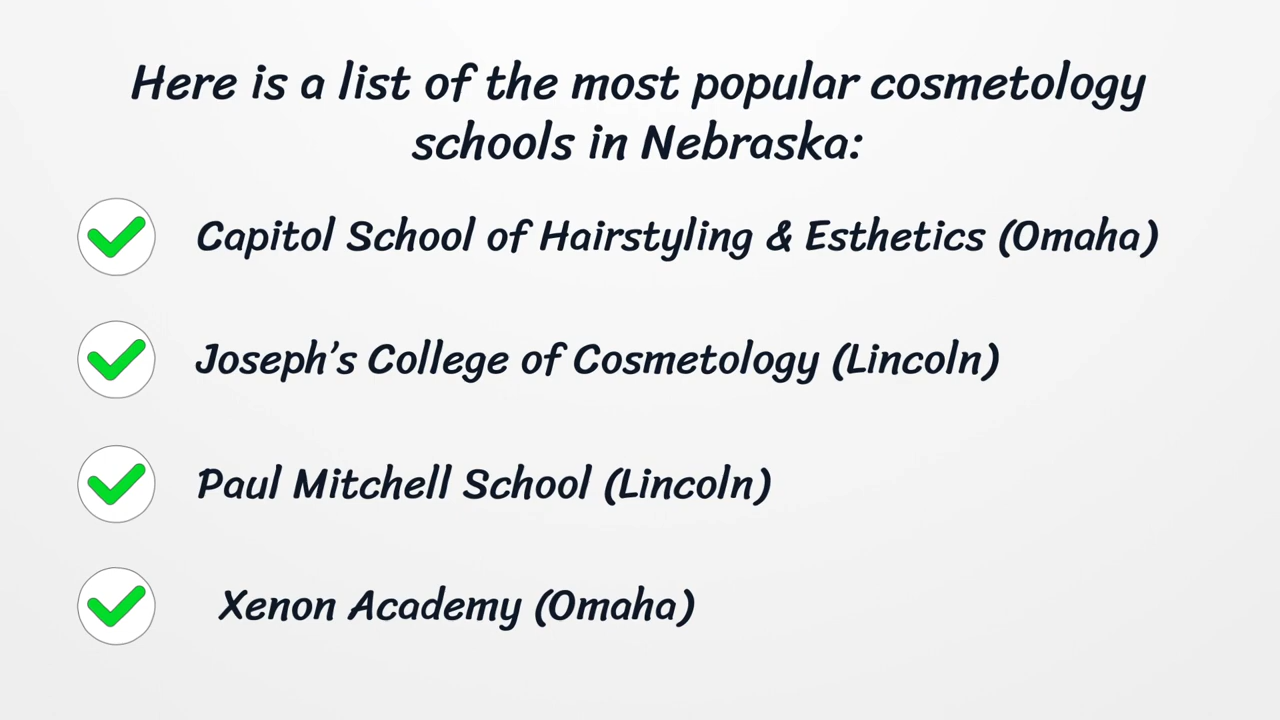 Here is a list of the most popular cosmetology
schools in Nebraska:
Capitol School of Hairstyling & Esthetics (Omaha)
Joseph’s College of Cosmetology (Lincoln)
Paul Mitchell School (Lincoln)
Xenon Academy (Omaha)